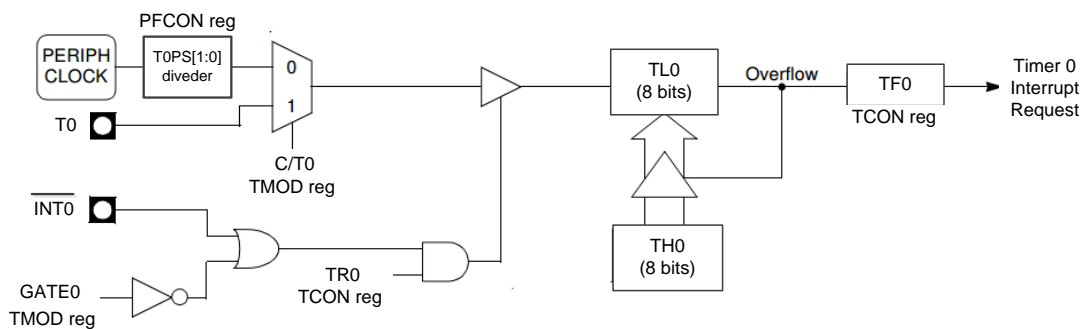 PFCON reg
PERIPH
CLOCK
T0PS[1:0]
diveder
0
1
T0
C/T0
TMOD reg
INT0
GATE0
TMOD reg
TR0
TCON reg
TL0
(8 bits)
Overflow
TF0
TCON reg
Timer 0
Interrupt
Request
TH0
(8 bits)